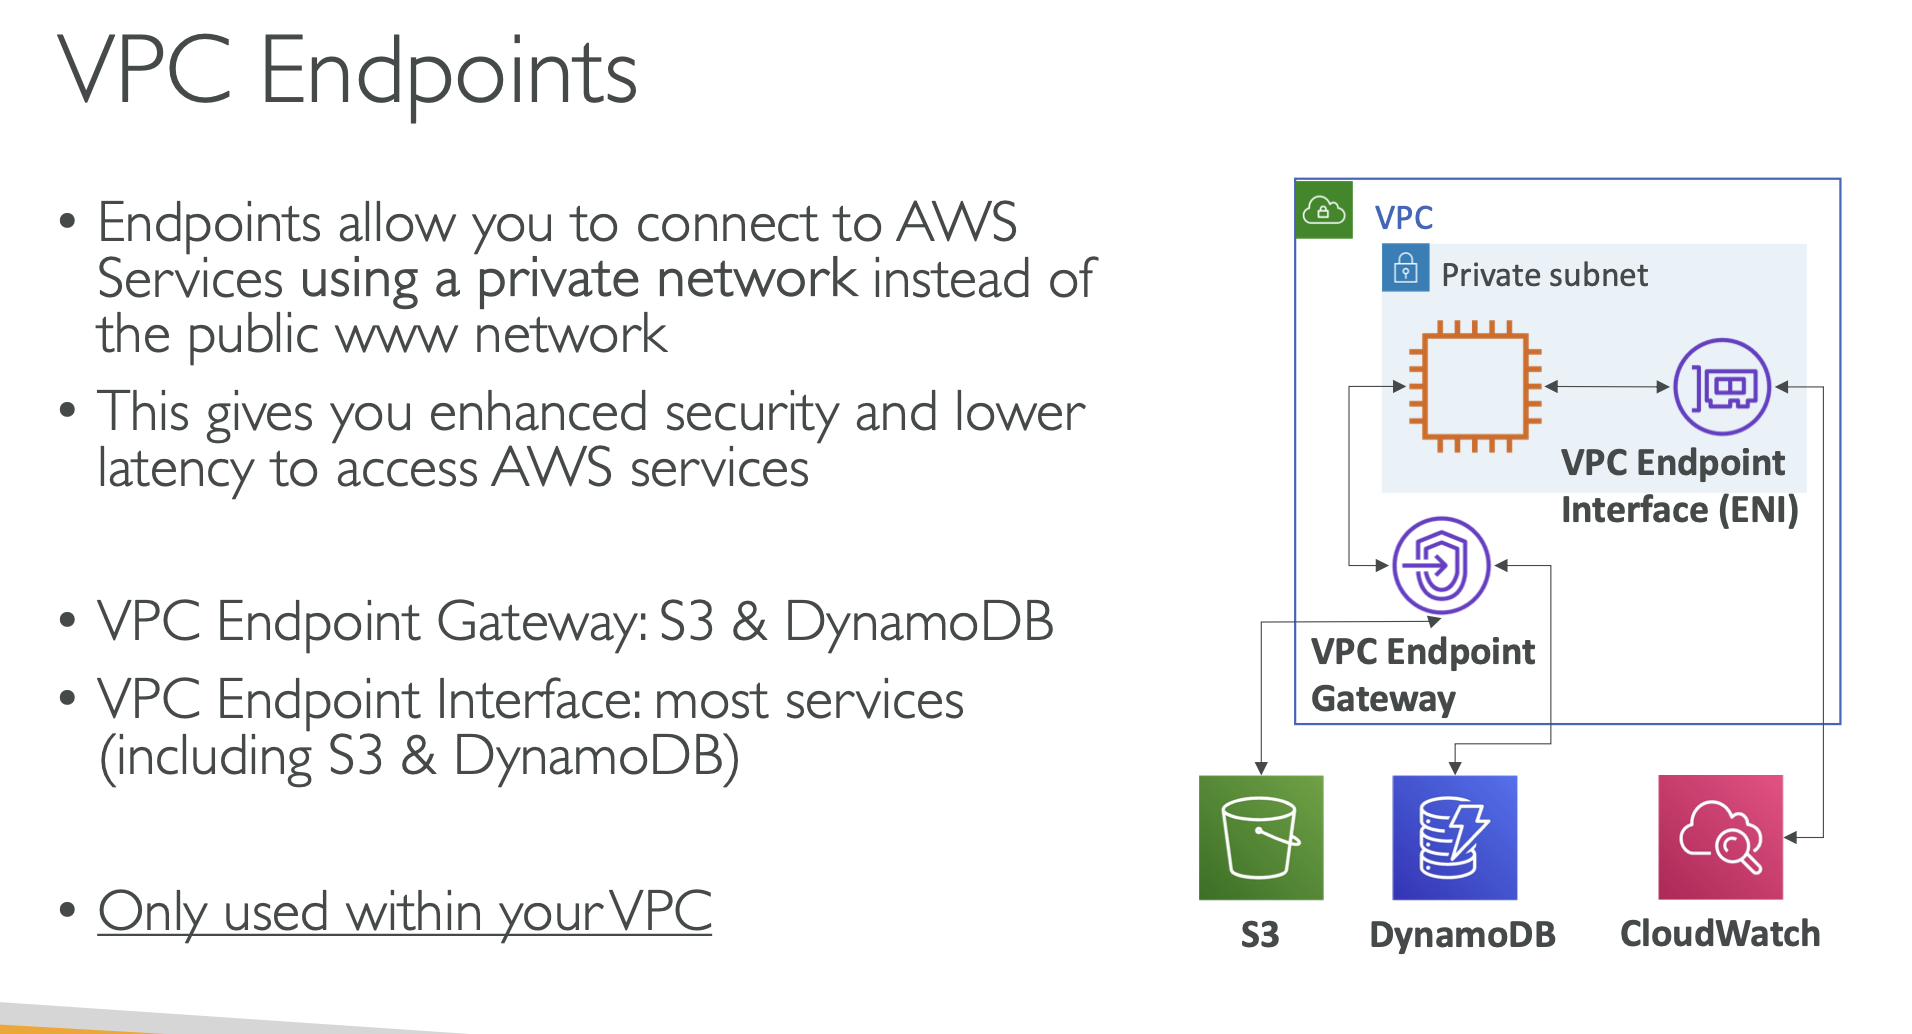 VPC Endpoints
• Endpoints allow you to connect to AWS
Services using a private network instead of
the public www network
• This gives you enhanced security and lower
latency to access AWS services
• VPC Endpoint Gateway: S3 & DynamoDB
• VPC Endpoint Interface: most services
(including S3 & DynamoDB)
• Only used within your VPC
VPC
Private subnet
VPC Endpoint
Interface (ENI)
VPC Endpoint
Gateway
S3
DynamoDB
CloudWatch